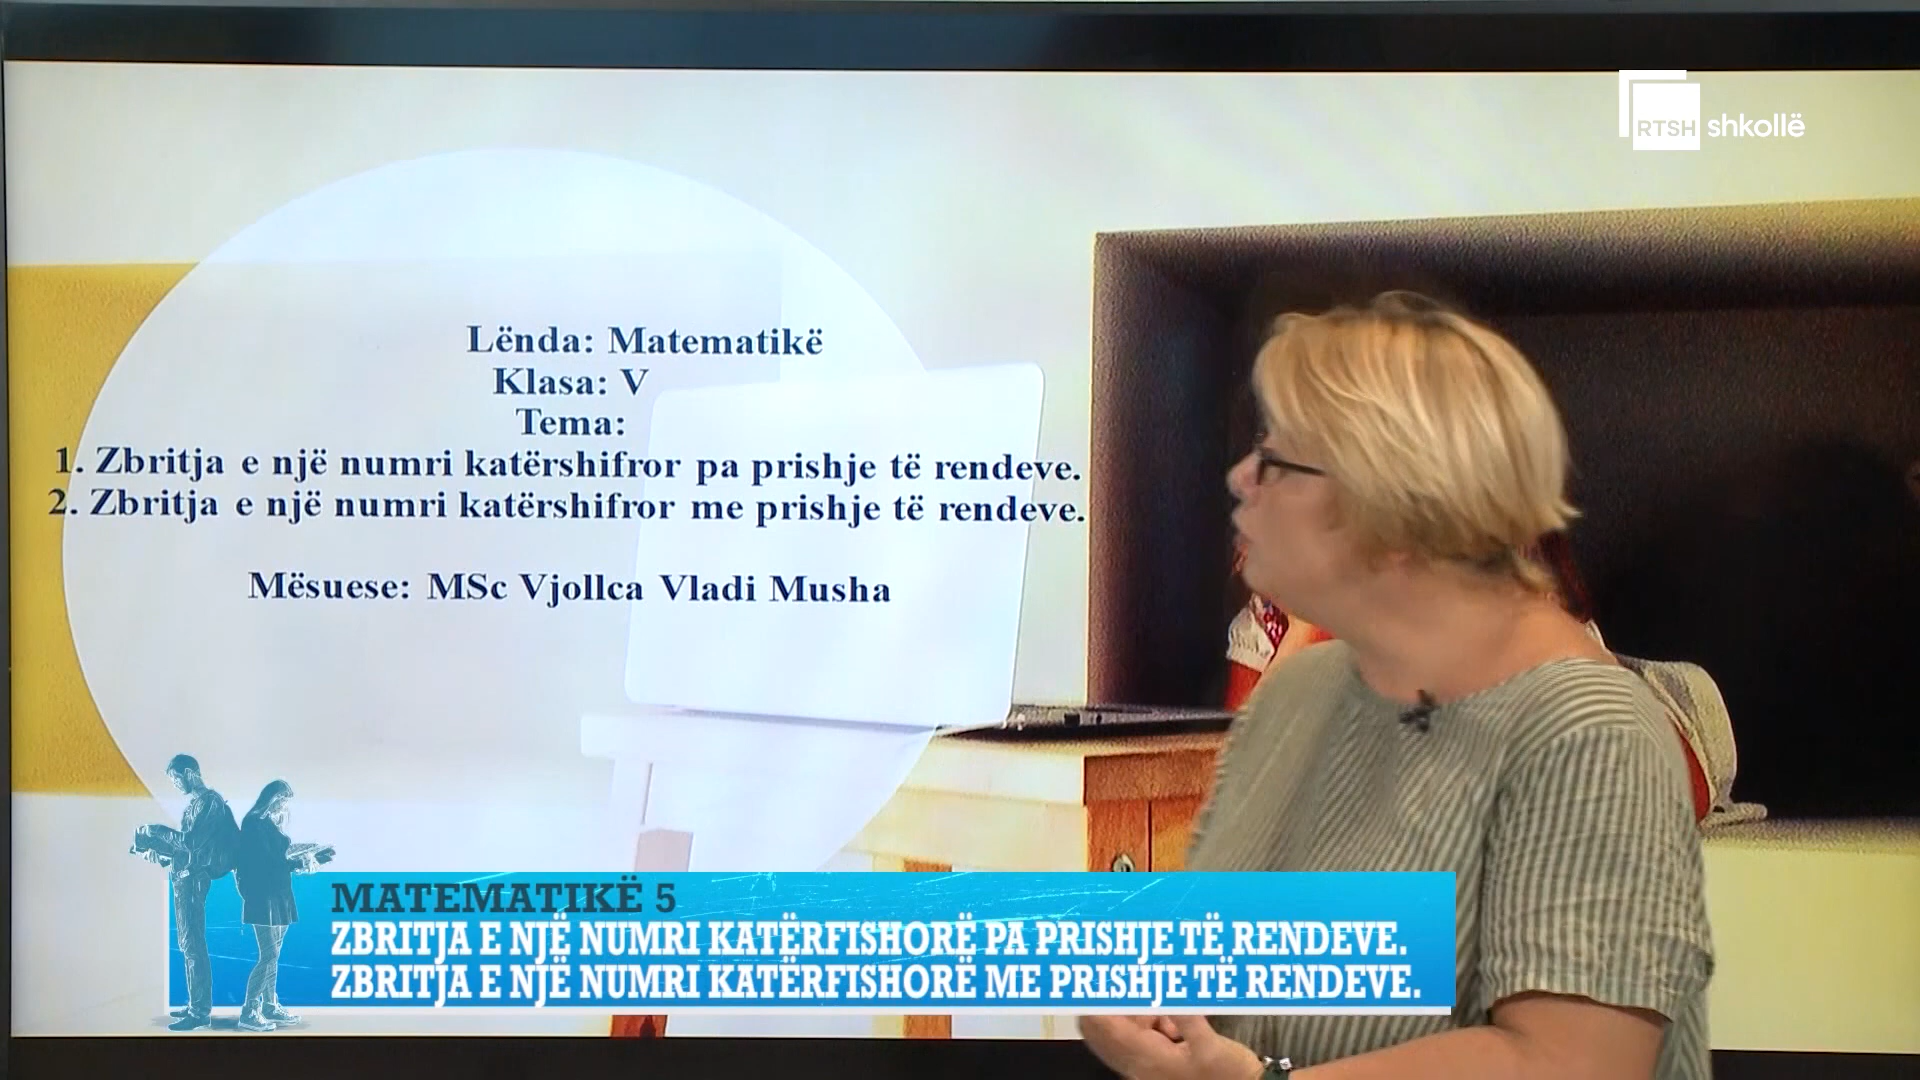 RTSH shkollë
Lënda: Matematikë
Klasa: V
Tema:
1. Zbritja e një numri katërshifror pa prishje të rendeve.
2. Zbritja e një numri katërshifror me prishje të rendeve.
Mësuese: MSc Vjollca Vladi Musha
MATEMATIKË 5
ZBRITJA E NJË NUMRI KATËRFISHORË PA PRISHJE TË RENDEVE.
ZBRITJA E NJË NUMRI KATËRFISHORË ME PRISHJE TË RENDEVE.